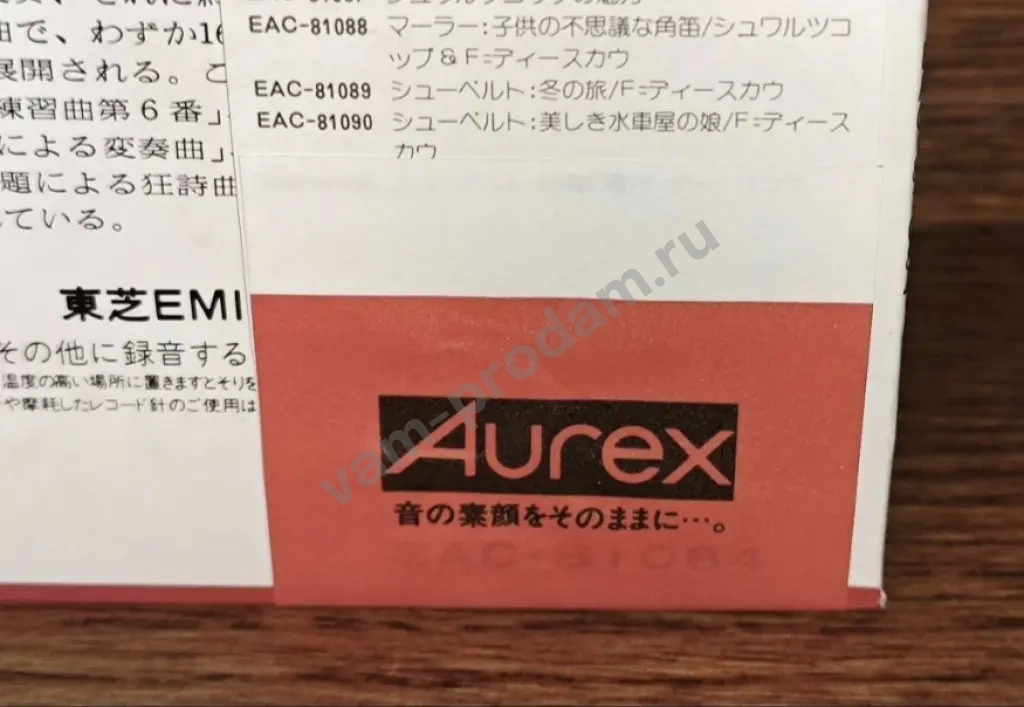 曲で、わずか16
展開される。こ
練習曲第6番」
による変奏曲」
題による狂詩曲
ている。
東芝EMI
その他に録音する
温度の高い場所に置きますとそりを
や摩耗したレコード針のご使用は
EAC-81088 マーラー:子供の不思議な角笛/シュワルツコ
ップ&F=ディースカウ
EAC-81089 シューベルト:冬の旅/F=ディースカウ
EAC-81090 シューベルト:美しき水車屋の娘/F=ディース
カウ
Aurex
音の素顔をそのままに…。
EAC-81084
vam-prodam.ru